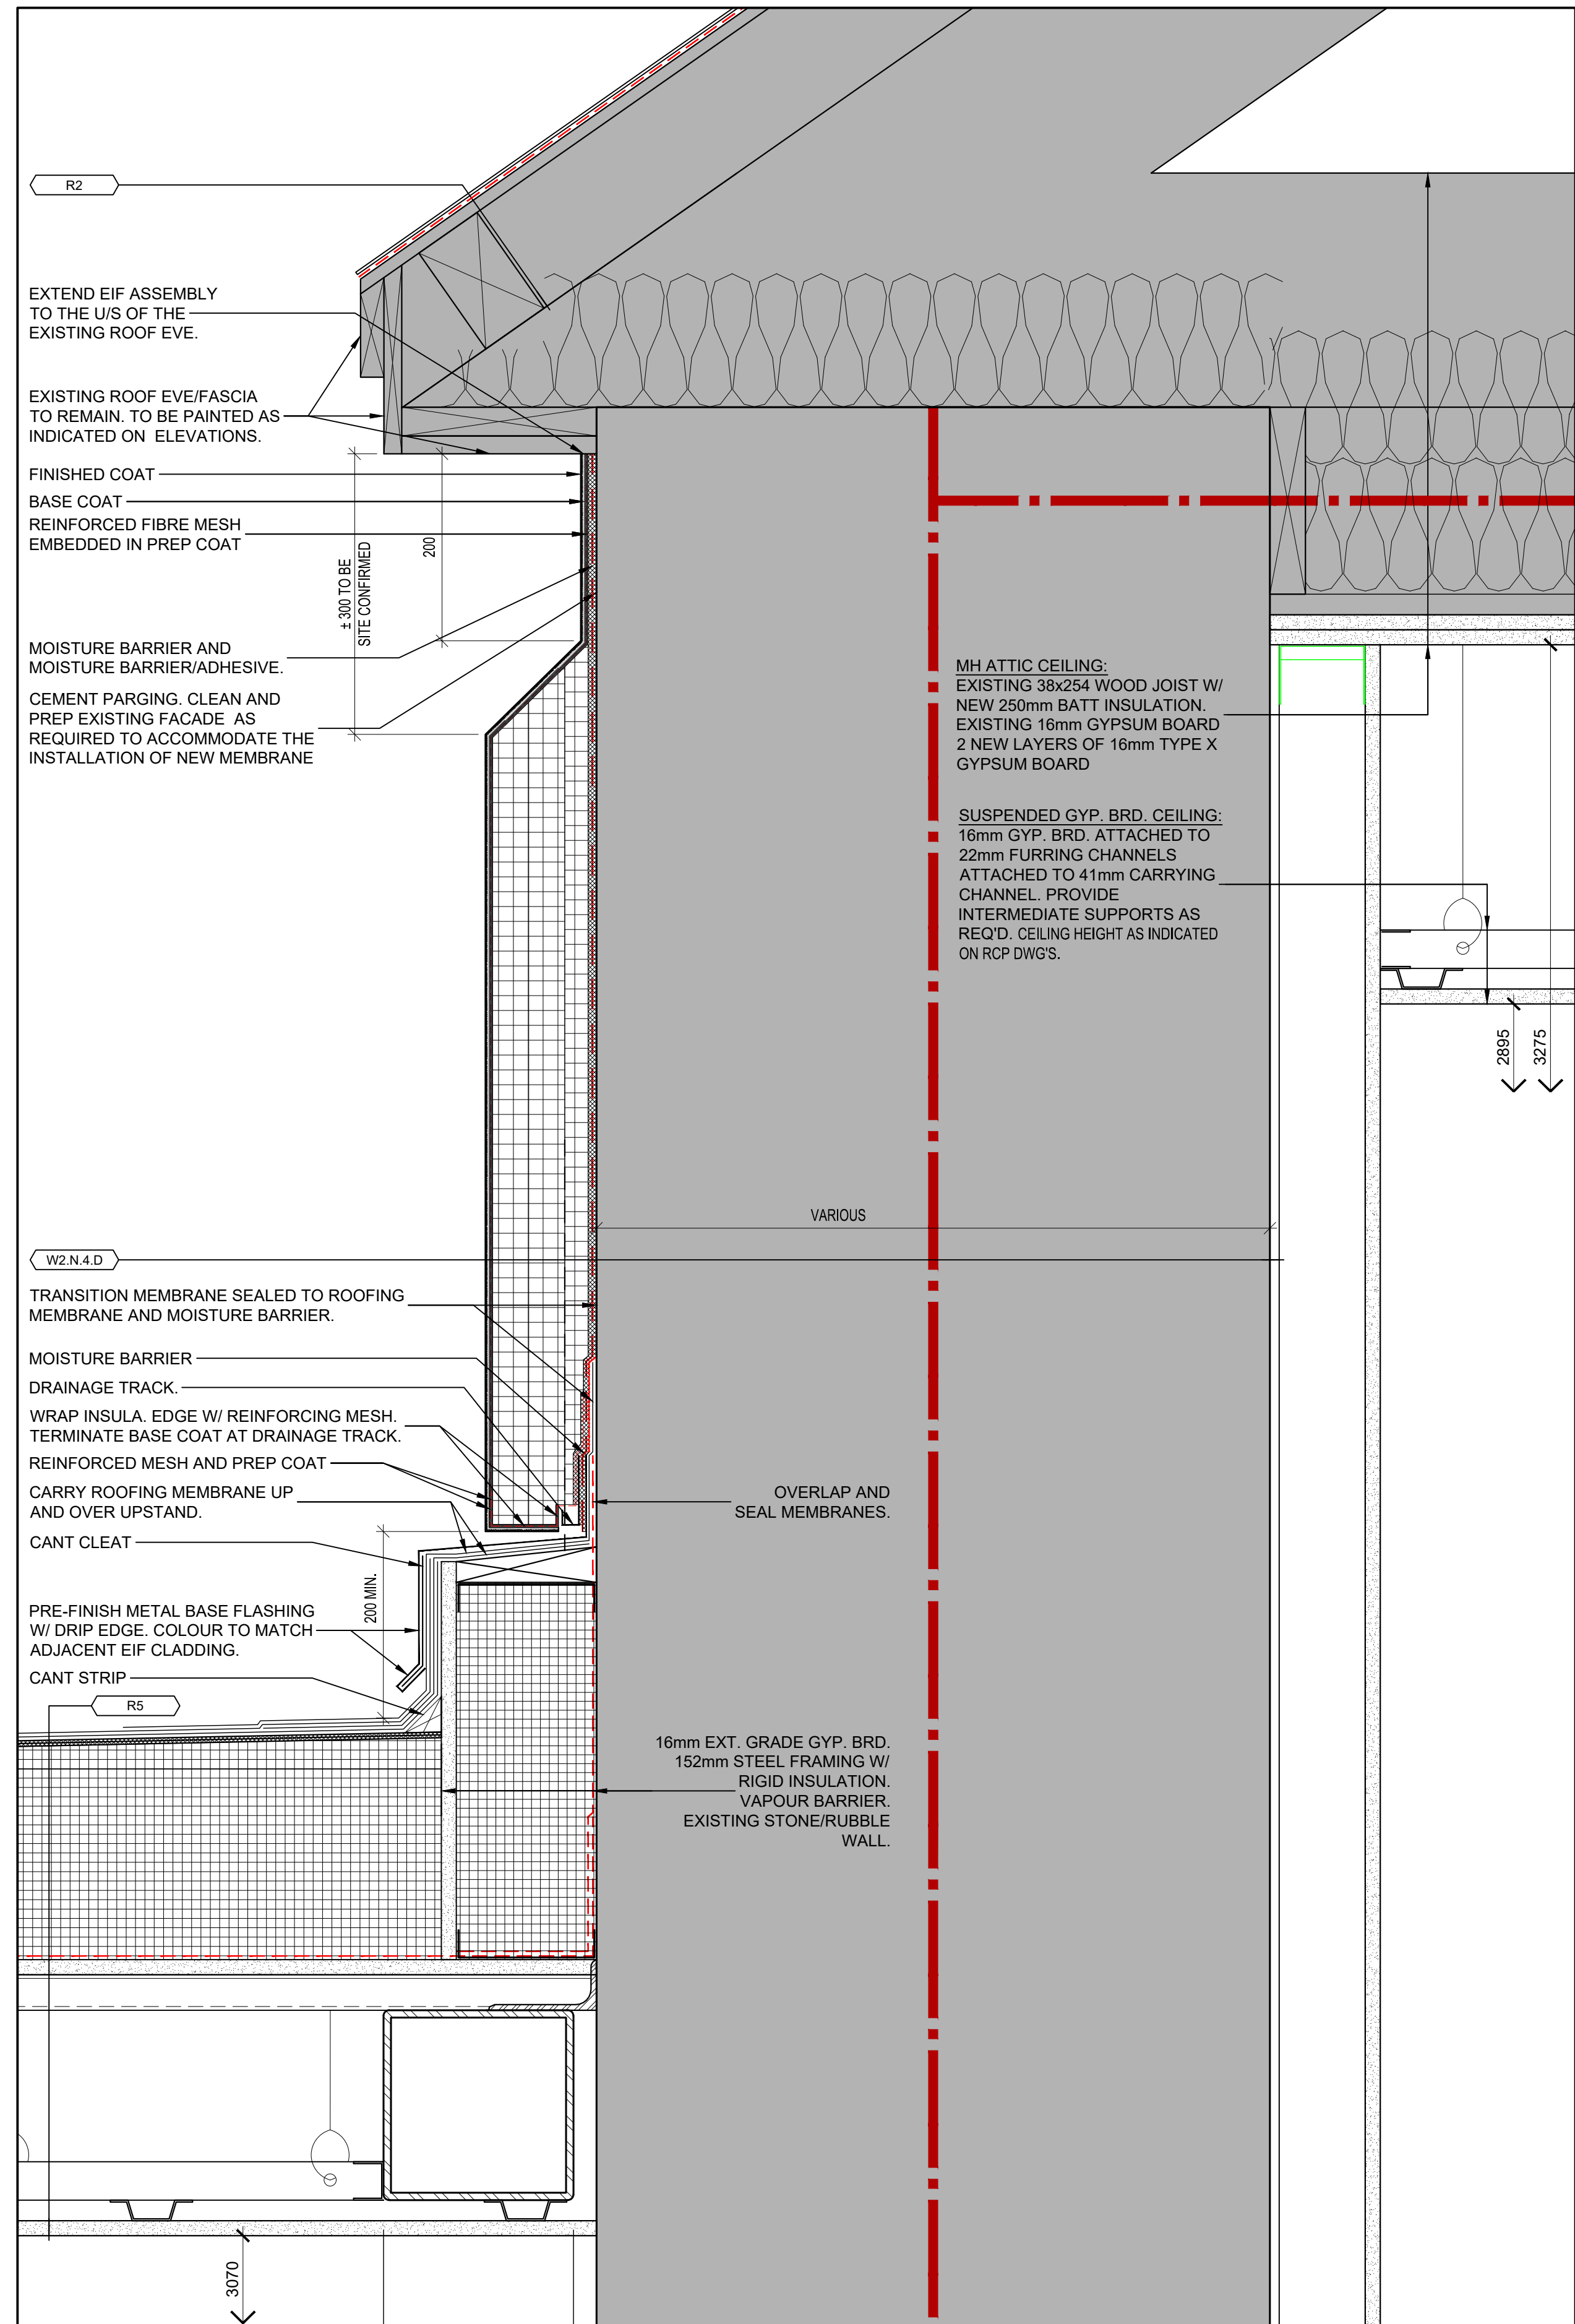 R2
EXTEND EIF ASSEMBLY
TO THE U/S OF THE
EXISTING ROOF EVE.
EXISTING ROOF EVE/FASCIA
TO REMAIN. TO BE PAINTED AS
INDICATED ON ELEVATIONS.
FINISHED COAT
BASE COAT
REINFORCED FIBRE MESH
EMBEDDED IN PREP COAT
± 300 TO BE
SITE CONFIRMED
200
MOISTURE BARRIER AND
MOISTURE BARRIER/ADHESIVE.
CEMENT PARGING. CLEAN AND
PREP EXISTING FACADE AS
REQUIRED TO ACCOMMODATE THE
INSTALLATION OF NEW MEMBRANE
MH ATTIC CEILING:
EXISTING 38x254 WOOD JOIST W/
NEW 250mm BATT INSULATION.
EXISTING 16mm GYPSUM BOARD
2 NEW LAYERS OF 16mm TYPE X
GYPSUM BOARD
SUSPENDED GYP. BRD. CEILING:
16mm GYP. BRD. ATTACHED TO
22mm FURRING CHANNELS
ATTACHED TO 41mm CARRYING
CHANNEL. PROVIDE
INTERMEDIATE SUPPORTS AS
REQ'D. CEILING HEIGHT AS INDICATED
ON RCP DWG'S.
2895
3275
VARIOUS
W2.N.4.D
TRANSITION MEMBRANE SEALED TO ROOFING
MEMBRANE AND MOISTURE BARRIER.
MOISTURE BARRIER
DRAINAGE TRACK.
WRAP INSULA. EDGE W/ REINFORCING MESH.
TERMINATE BASE COAT AT DRAINAGE TRACK.
REINFORCED MESH AND PREP COAT
CARRY ROOFING MEMBRANE UP
AND OVER UPSTAND.
CANT CLEAT
OVERLAP AND
SEAL MEMBRANES.
200 MIN.
PRE-FINISH METAL BASE FLASHING
W/ DRIP EDGE. COLOUR TO MATCH
ADJACENT EIF CLADDING.
CANT STRIP
R5
16mm EXT. GRADE GYP. BRD.
152mm STEEL FRAMING W/
RIGID INSULATION.
VAPOUR BARRIER.
EXISTING STONE/RUBBLE
WALL.
3070